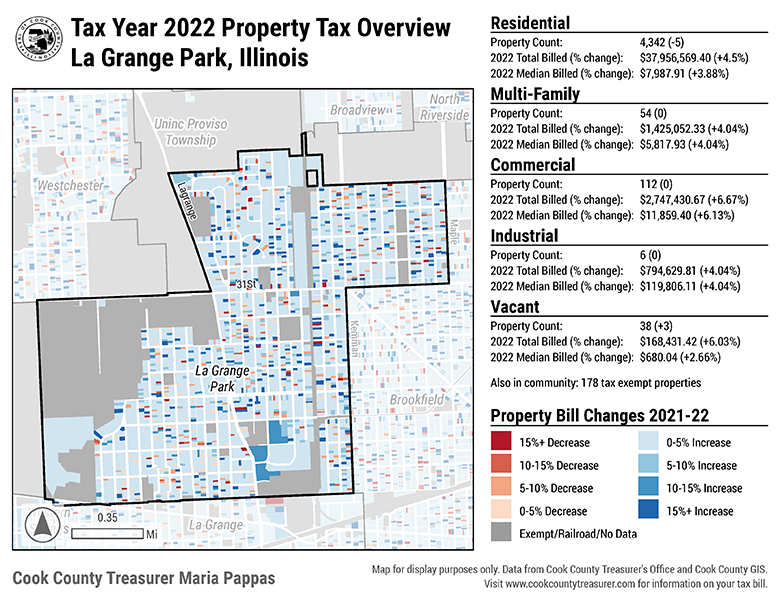 Tax Year 2022 Property Tax Overview
La Grange Park, Illinois
Residential
Property Count: 4,342 (-5)
2022 Total Billed (% change): $37,956,569.40 (+4.5%)
2022 Median Billed (% change): $7,987.91 (+3.88%)
Multi-Family
Property Count: 54 (0)
2022 Total Billed (% change): $1,425,052.33 (+4.04%)
2022 Median Billed (% change): $5,817.93 (+4.04%)
Commercial
Property Count: 112 (0)
2022 Total Billed (% change): $2,747,430.67 (+6.67%)
2022 Median Billed (% change): $11,859.40 (+6.13%)
Industrial
Property Count: 6 (0)
2022 Total Billed (% change): $794,629.81 (+4.04%)
2022 Median Billed (% change): $119,806.11 (+4.04%)
Vacant
Property Count: 38 (+3)
2022 Total Billed (% change): $168,431.42 (+6.03%)
2022 Median Billed (% change): $680.04 (+2.66%)
Also in community: 178 tax exempt properties
Property Bill Changes 2021-22
15%+ Decrease
10-15% Decrease
5-10% Decrease
0-5% Decrease
0-5% Increase
5-10% Increase
10-15% Increase
15%+ Increase
Exempt/Railroad/No Data
Uninc Proviso
Township
Broadview
North
Riverside
Westchester
Lagrange
Maple
31St
Kemman
La Grange
Park
Brookfield
La Grange
n
s
0.35
Mi
Cook County Treasurer Maria Pappas
Map for display purposes only. Data from Cook County Treasurer's Office and Cook County GIS.
Visit www.cookcountytreasurer.com for information on your tax bill.